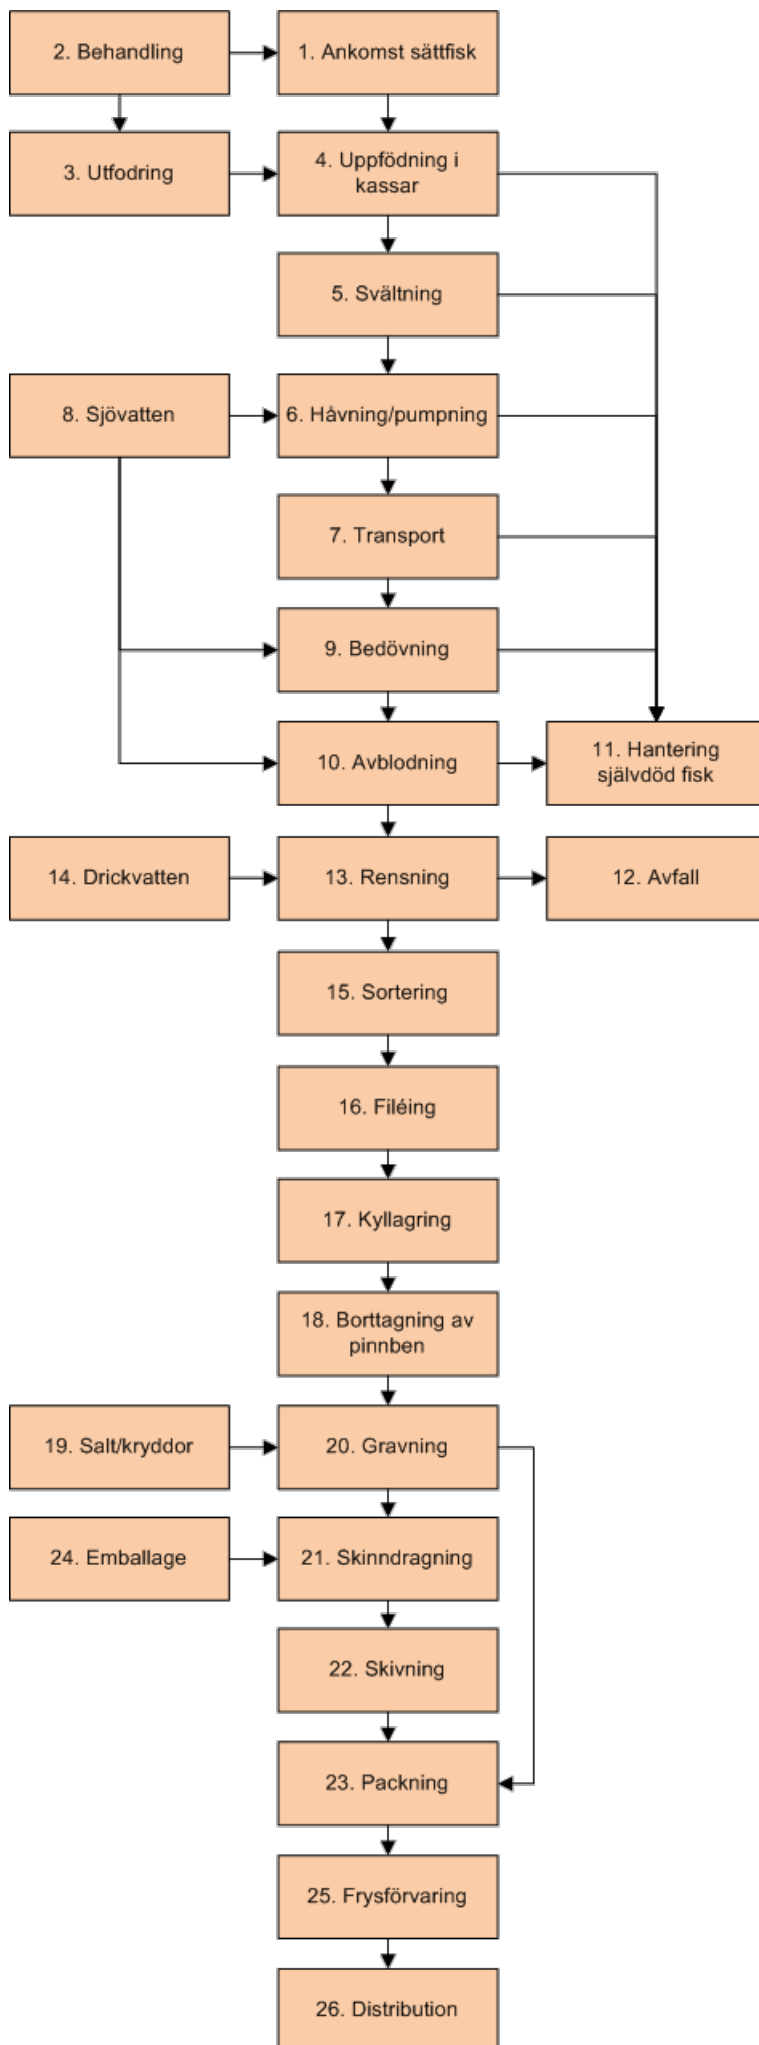 2. Behandling
1. Ankomst sättfisk
3. Utfodring
4. Uppfödning i
kassar
5. Svältning
8. Sjövatten
6. Håvning/pumpning
7. Transport
9. Bedövning
10. Avblodning
11. Hantering
självdöd fisk
14. Drickvatten
13. Rensning
12. Avfall
15. Sortering
16. Filéing
17. Kyllagring
18. Borttagning av
pinnben
19. Salt/kryddor
20. Gravning
24. Emballage
21. Skinndragning
22. Skivning
23. Packning
25. Frysförvaring
26. Distribution